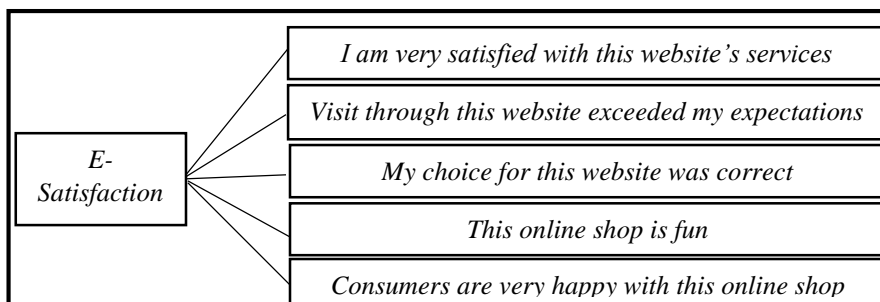 I am very satisfied with this website's services
Visit through this website exceeded my expectations
E-
Satisfaction
My choice for this website was correct
This online shop is fun
Consumers are very happy with this online shop